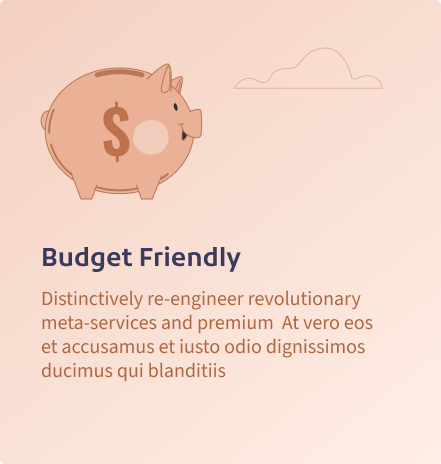 $
Budget Friendly
Distinctively re-engineer revolutionary
meta-services and premium  At vero eos
et accusamus et iusto odio dignissimos
ducimus qui blanditiis